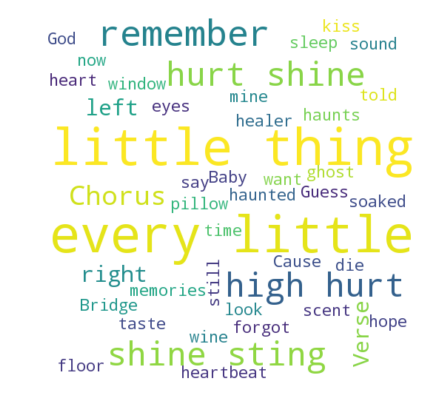 kiss
God remember
sleep sound
now
hurt shine
heart window
told
mine
left eyes
haunts
healer
little thing
ghost
say Baby want
Chorus haunted Guess
soaked
pillow
every little
time
Cause die
right
still
high hurt
memories
Bridge look scent
Verse
hope
taste forgot
wine
shine sting
floor heartbeat